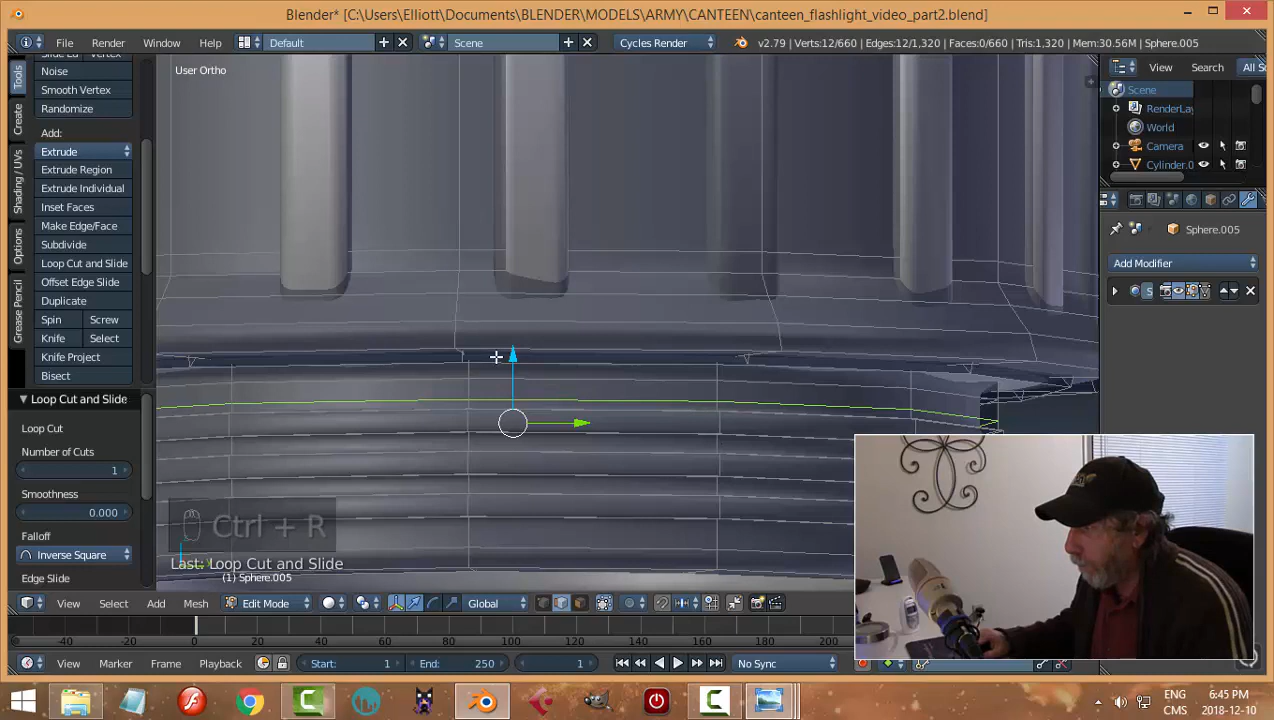 Blender* [C:\Users\Elliott\Documents\BLENDER\MODELS\ARMY\CANTEEN\canteen_flashlight_video_part2.blend]
File Render Window Help Default Scene Cycles Render v2.79 | Verts:12/660 | Edges:12/1,320 | Faces:0/660 | Tris:1,320 | Mem:30.56M | Sphere.005
User Ortho
View Search All S
Tools
Create
Shading / UVs
Options
Grease Pencil
Noise
Smooth Vertex
Randomize
Add:
Extrude
Extrude Region
Extrude Individual
Inset Faces
Make Edge/Face
Subdivide
Loop Cut and Slide
Offset Edge Slide
Duplicate
Spin Screw
Knife Select
Knife Project
Bisect
Loop Cut and Slide
Loop Cut
Number of Cuts
1
Smoothness
0.000
Falloff
Inverse Square
Edge Slide
Scene
RenderLay
World
Camera
Cylinder.0
Sphere.005
Add Modifier
S
Ctrl + R
Last: Loop Cut and Slide
(1) Sphere.005
View Select Add Mesh Edit Mode Global
-40 -20 0 20 40 60 80 100 120 140 160 180 200
View Marker Frame Playback Start: 1 End: 250 1 No Sync
ENG
CMS
6:45 PM
2018-12-10